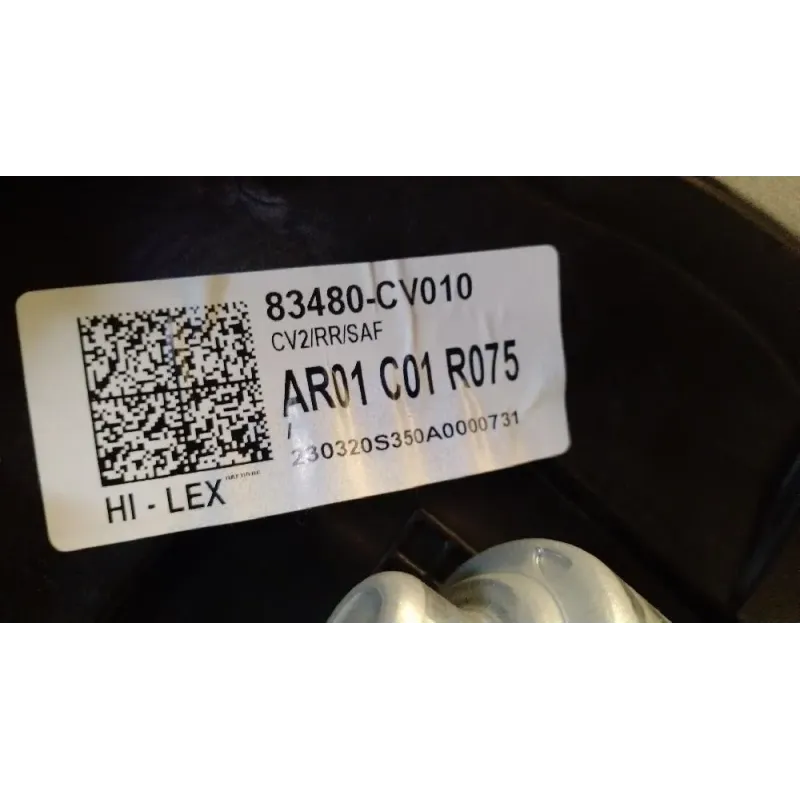 83480-CV010
CV2/RR/SAF
AR01 C01 R075
/
230320S350A0000731
HI - LEX